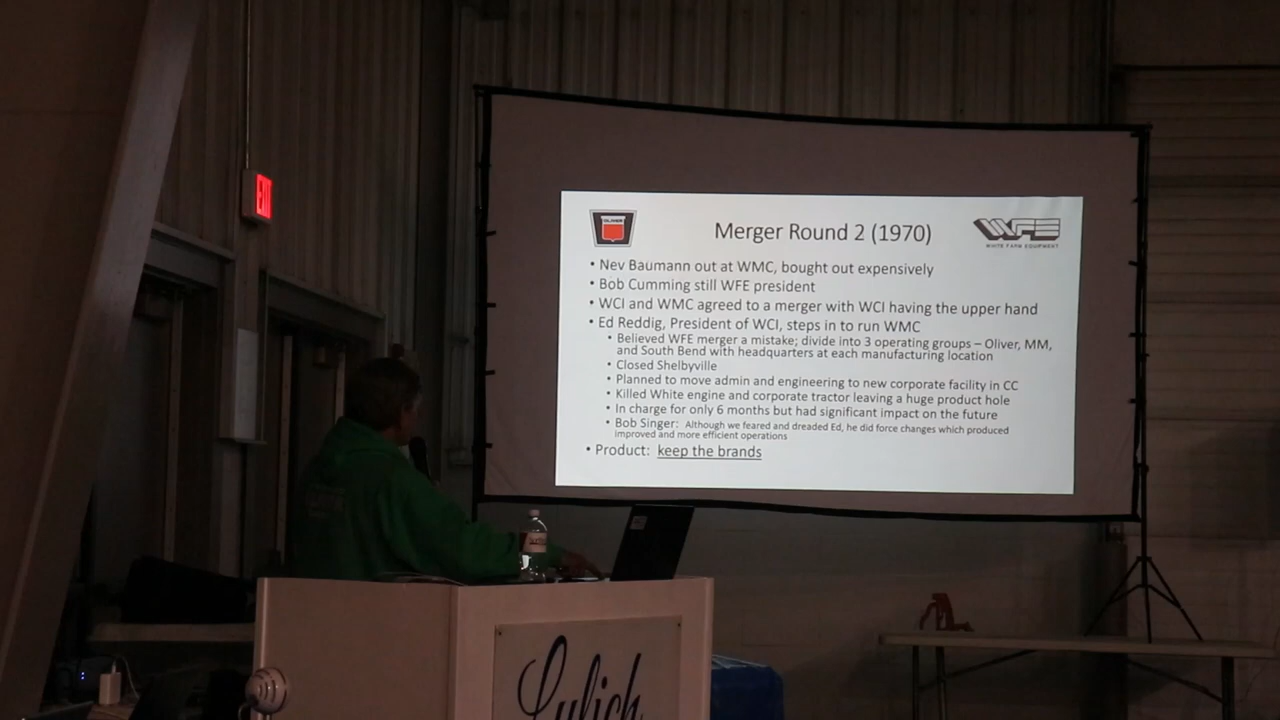 EXIT
OLIVER
Merger Round 2 (1970)
WFE
WHITE FARM EQUIPMENT
• Nev Baumann out at WMC, bought out expensively
• Bob Cumming still WFE president
• WCI and WMC agreed to a merger with WCI having the upper hand
• Ed Reddig, President of WCI, steps in to run WMC
• Believed WFE merger a mistake; divide into 3 operating groups – Oliver, MM,
and South Bend with headquarters at each manufacturing location
• Closed Shelbyville
• Planned to move admin and engineering to new corporate facility in CC
• Killed White engine and corporate tractor leaving a huge product hole
• In charge for only 6 months but had significant impact on the future
• Bob Singer: Although we feared and dreaded Ed, he did force changes which produced
improved and more efficient operations
• Product: keep the brands